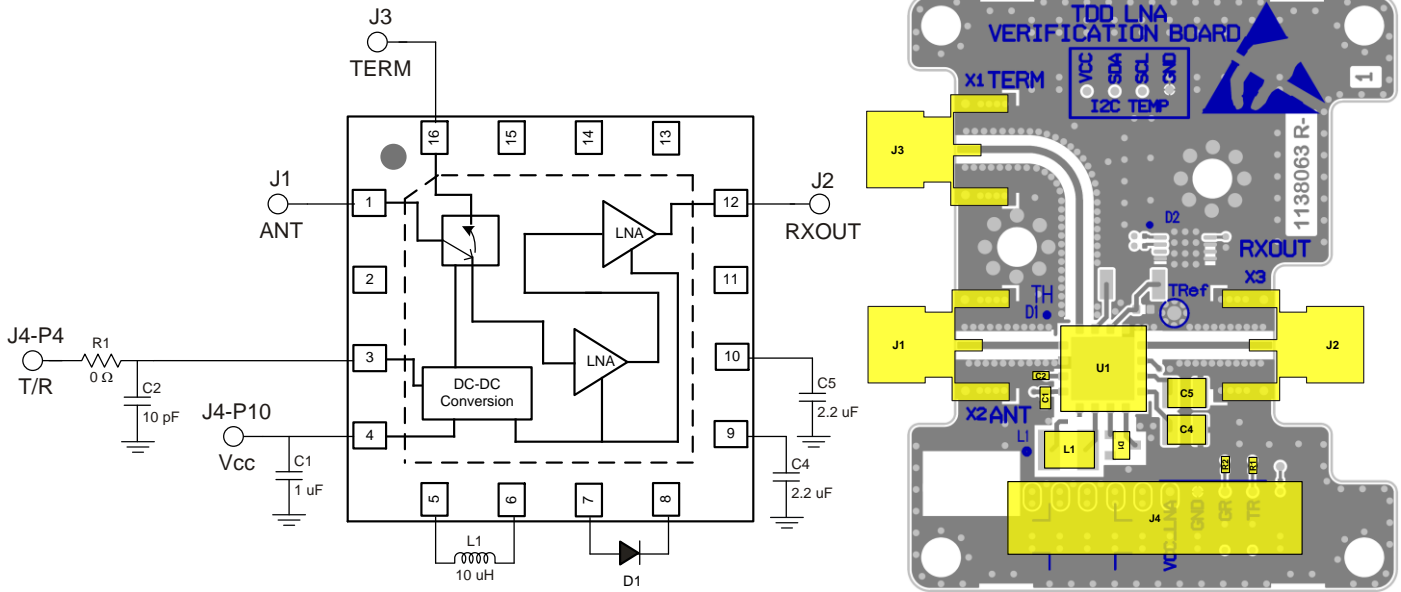 J3
TERM
16
15
14
13
J1
ANT
1
12
J2
RXOUT
LNA
2
11
J4-P4
T/R
R1
0 Ω
C2
10 pF
3
LNA
10
C5
2.2 uF
DC-DC
Conversion
J4-P10
Vcc
C1
1 uF
4
9
C4
2.2 uF
5
6
7
8
L1
10 uH
D1
TDD LNA
VERIFICATION BOARD
VCC
SDA
SCL
GND
I2C TEMP
1
X1 TERM
1138063 R-
J3
D2
RXOUT
X3
TH
D1
TRef
J1
U1
J2
C2
C1
C5
X2 ANT
C4
L1
L1
D1
R2
R1
J4
VCC_LNA
GND
GR
TR